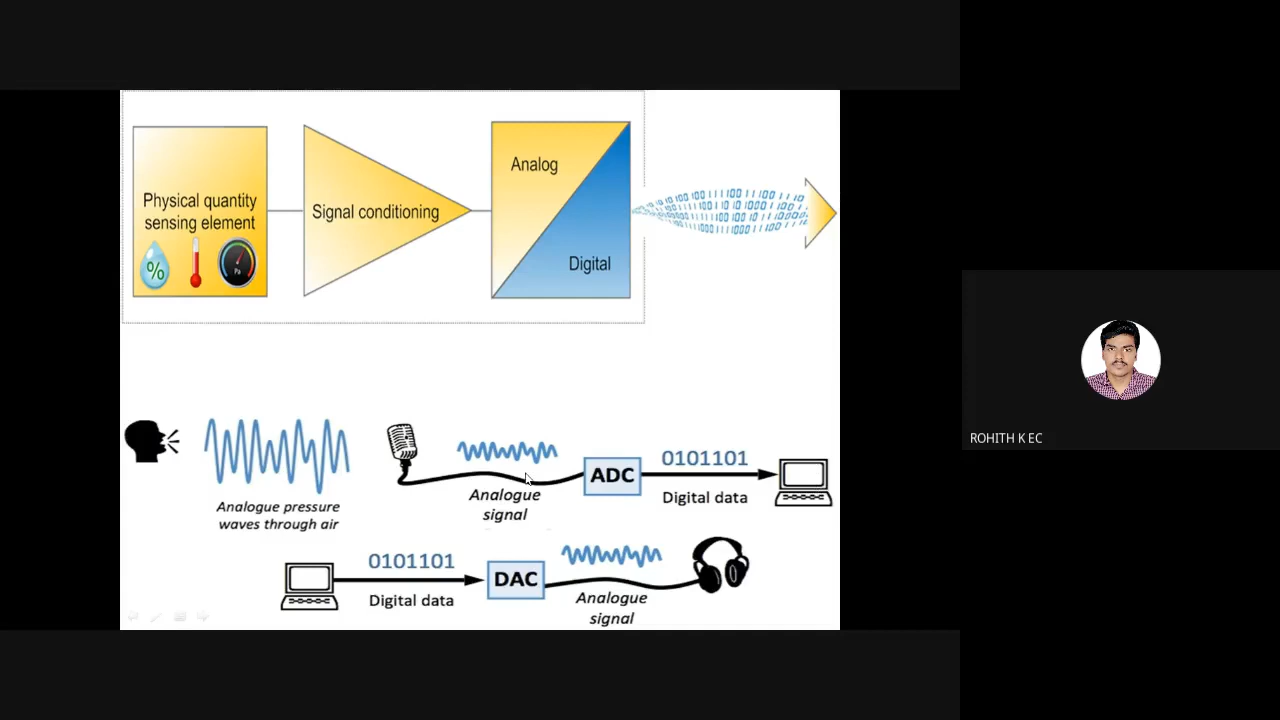 Physical quantity
sensing element
%
Pa
Signal conditioning
Analog
Digital
Analogue pressure
waves through air
Analogue
signal
ADC
0101101
Digital data
0101101
Digital data
DAC
Analogue
signal
ROHITH K EC